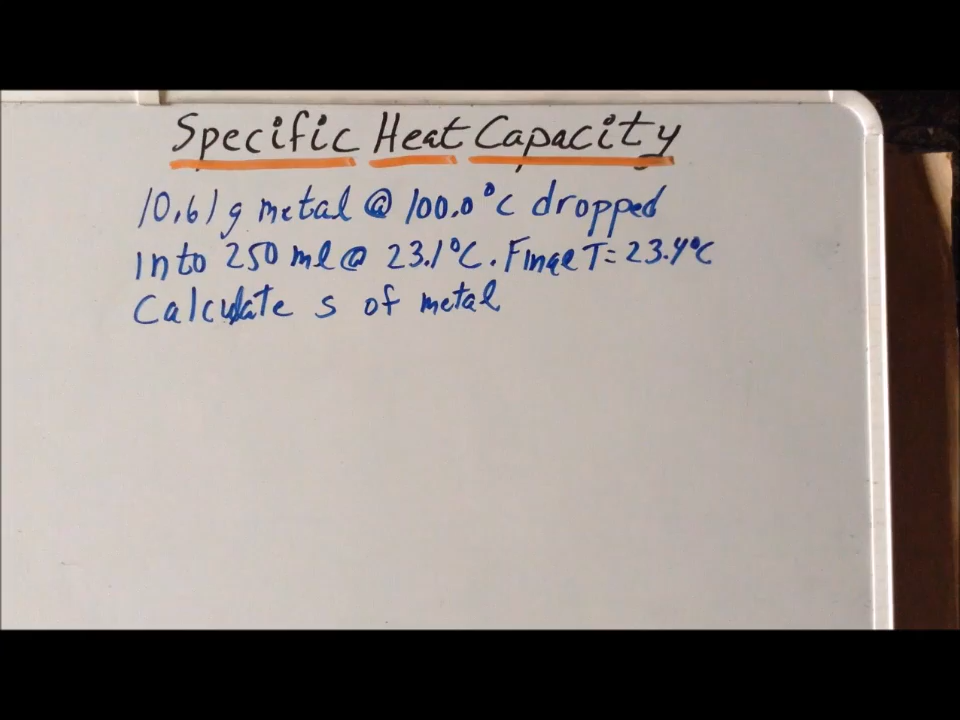 Specific Heat Capacity
10.61g metal @ 100.0°C dropped
into 250 ml @ 23.1°C. Final T= 23.4°C
Calculate s of metal